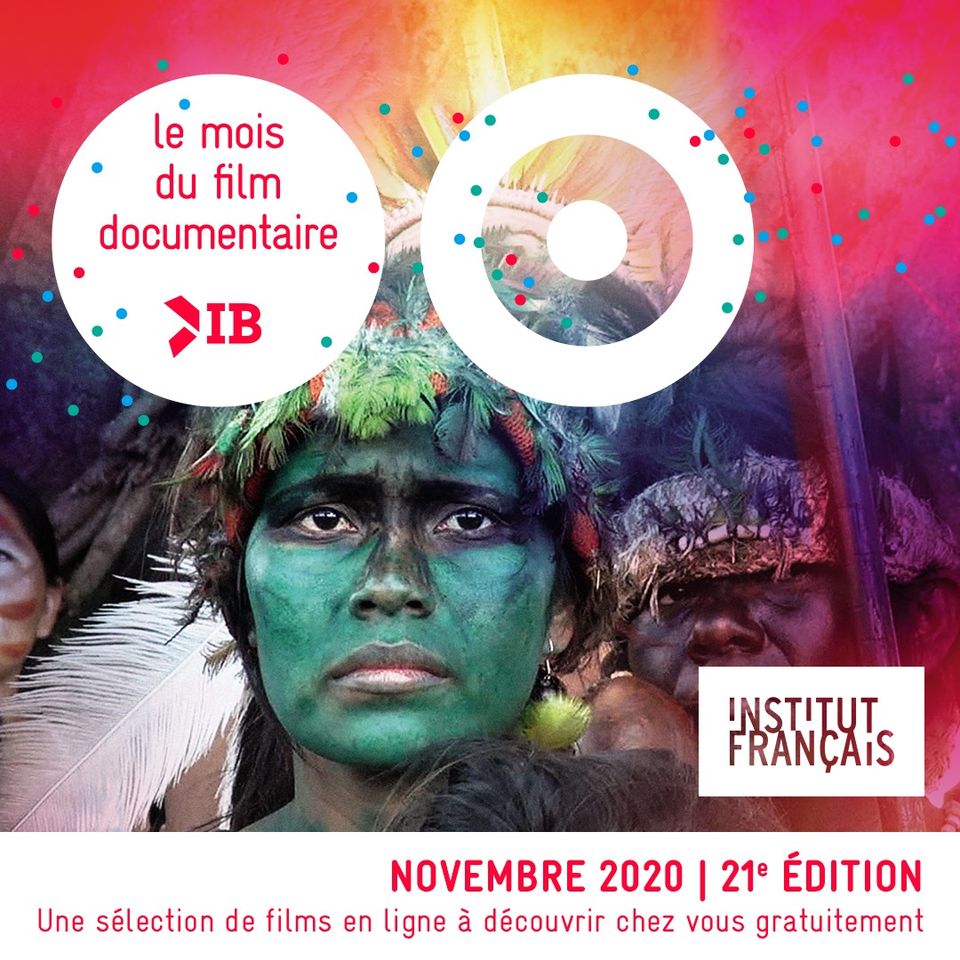 le mois
du film
documentaire
IB
INSTITUT
FRANÇAIS
NOVEMBRE 2020 | 21e ÉDITION
Une sélection de films en ligne à découvrir chez vous gratuitement